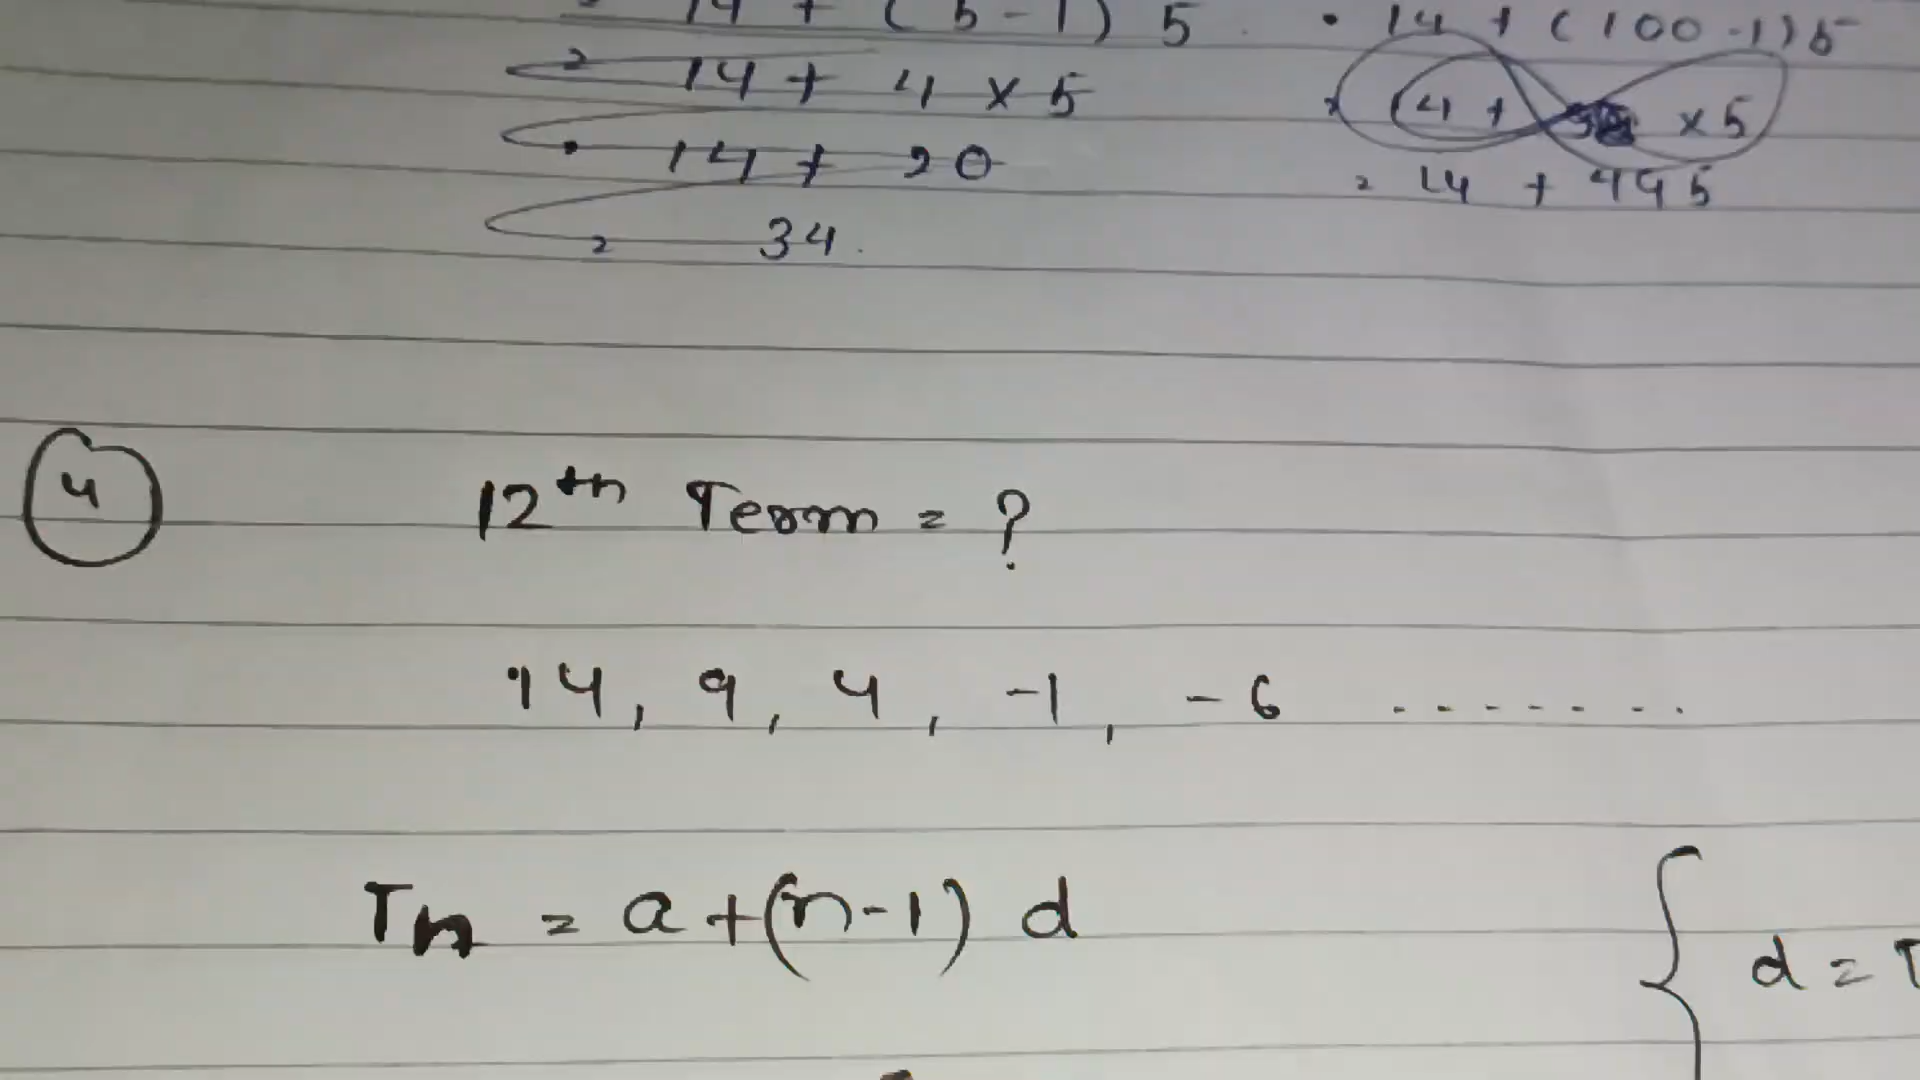 14 + (5-1) 5
= 14 + 4 x 5
= 14 + 20
= 34.
= 14 + (100-1)5
= 14 + x 5
= 14 + 495
4
12th Term = ?
14, 9, 4, -1, -6 ........
Tn = a+(n-1) d
d = T